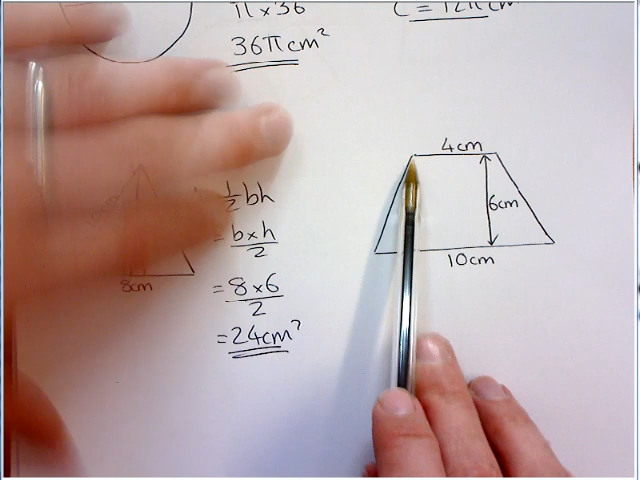 π × 36
36π cm²
C = 12π cm
½bh
= b×h
2
= 8×6
2
= 24cm²
8cm
4cm
6cm
10cm